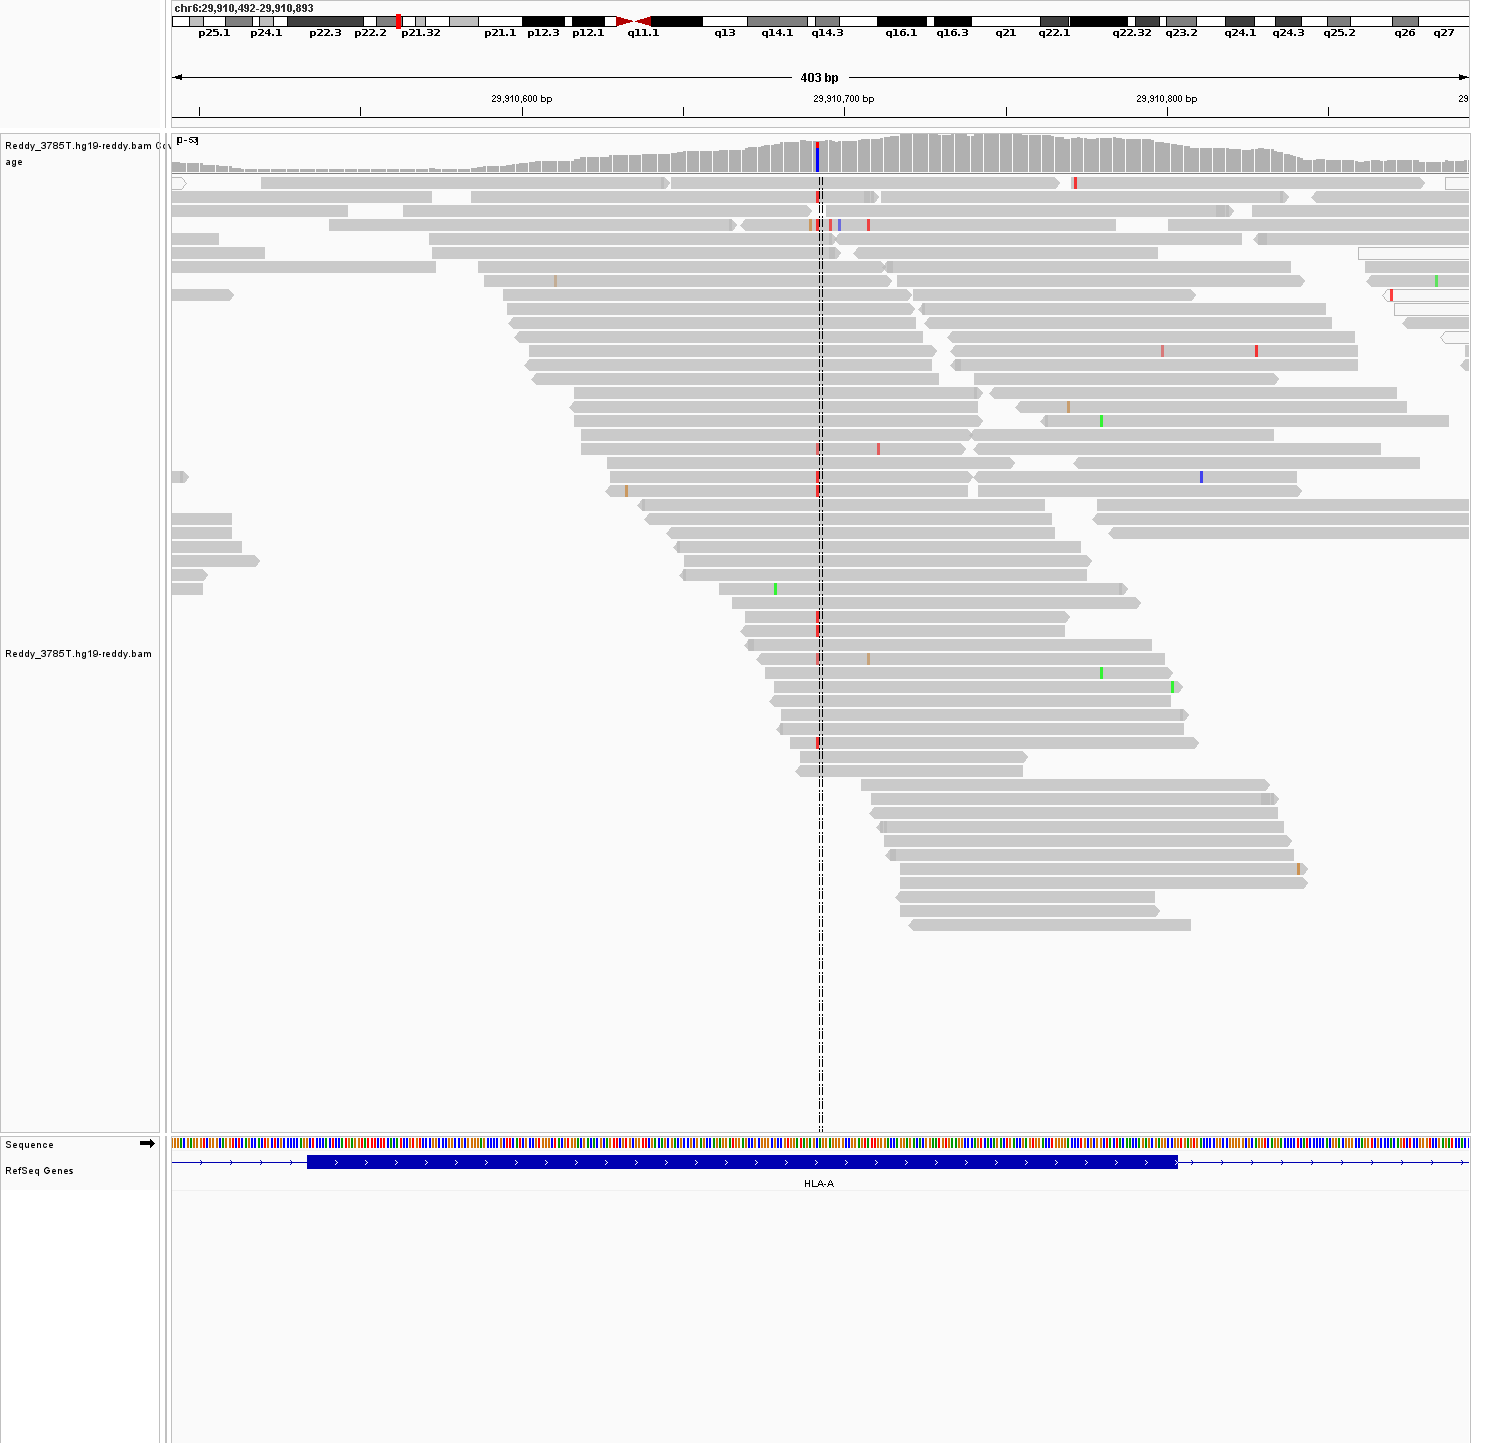 chr6:29,910,492-29,910,893
p25.1 p24.1 p22.3 p22.2 p21.32 p21.1 p12.3 p12.1 q11.1 q13 q14.1 q14.3 q16.1 q16.3 q21 q22.1 q22.32 q23.2 q24.1 q24.3 q25.2 q26 q27
403 bp
29,910,600 bp 29,910,700 bp 29,910,800 bp 29
[0 - 53]
Reddy_3785T.hg19-reddy.bam Cov
age
Reddy_3785T.hg19-reddy.bam
Sequence
RefSeq Genes
HLA-A